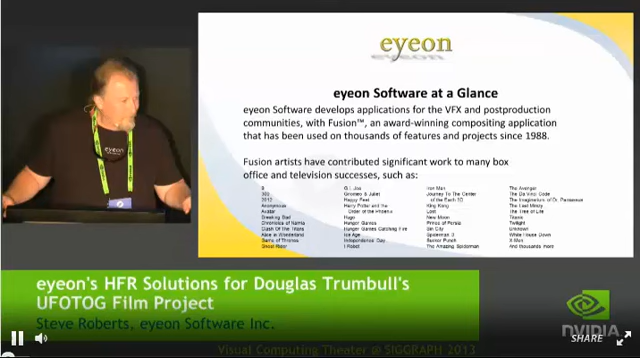 eyeon
eyeon Software at a Glance
eyeon Software develops applications for the VFX and postproduction
communities, with Fusion™, an award-winning compositing application
that has been used on thousands of features and projects since 1988.
Fusion artists have contributed significant work to many box
office and television successes, such as:
9
300
2012
Anonymous
Avatar
Breaking Bad
Chronicles of Narnia
Clash Of The Titans
Alice in Wonderland
Game of Thrones
Ghost Rider
G.I. Joe
Gnomeo & Juliet
Happy Feet
Harry Potter and the
Order of the Phoenix
Hugo
Hunger Games
Hunger Games Catching Fire
Ice Age
Independence Day
I Robot
Iron Man
Journey To The Center
of the Earth 3D
King Kong
Lost
New Moon
Prince of Persia
Sin City
Spiderman 3
Sucker Punch
The Amazing Spiderman
The Avenger
The Da Vinci Code
The Imaginarium of Dr. Parnassus
The Last Mimzy
The Tree of Life
Twilight
Unknown
White House Down
X-Men
And thousands more
eyeon
eyeon's HFR Solutions for Douglas Trumbull's
UFOTOG Film Project
Steve Roberts, eyeon Software Inc.
NVIDIA
SHARE
Visual Computing Theater @ SIGGRAPH 2013